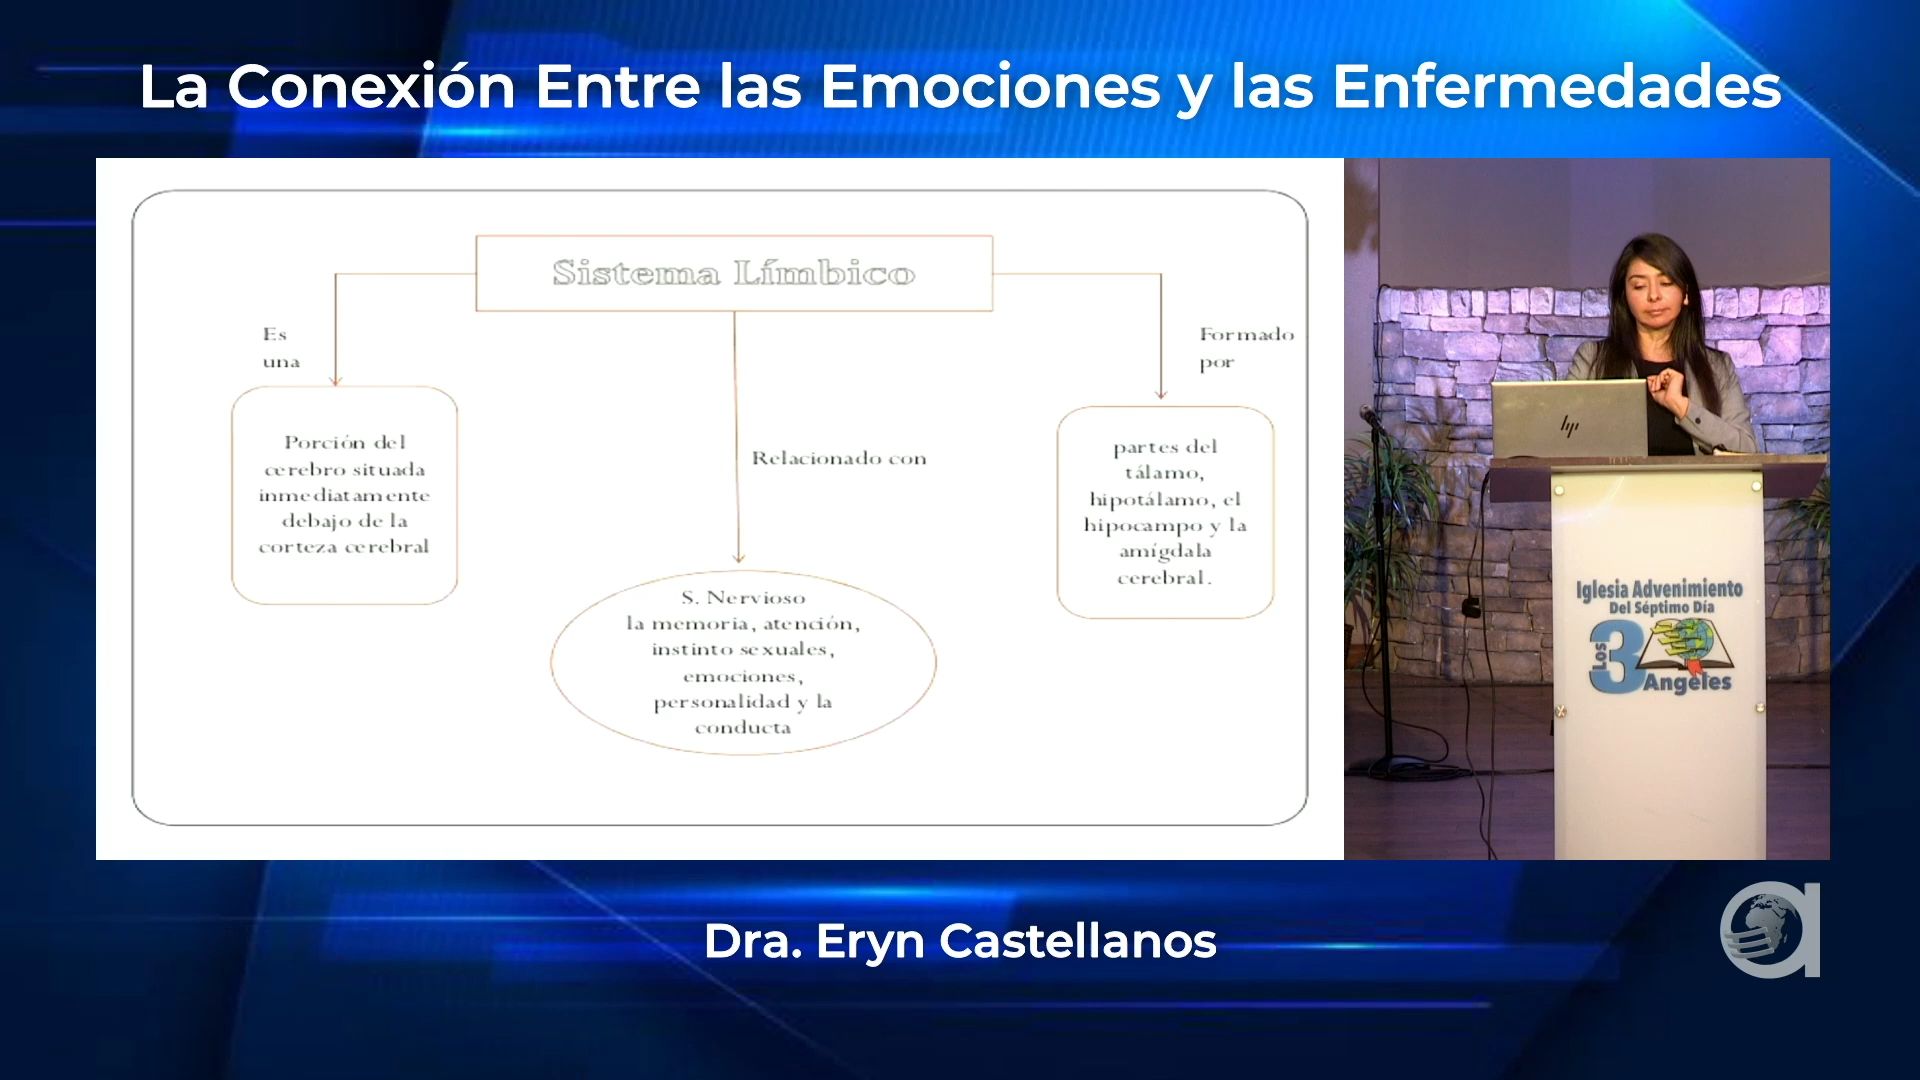 La Conexión Entre las Emociones y las Enfermedades
Sistema Límbico
Es
una
Porción del
cerebro situada
inmediatamente
debajo de la
corteza cerebral
Relacionado con
S. Nervioso
la memoria, atención,
instinto sexuales,
emociones,
personalidad y la
conducta
Formado
por
partes del
tálamo,
hipotálamo, el
hipocampo y la
amígdala
cerebral.
hp
Iglesia Advenimiento
Del Séptimo Día
Los 3
Angeles
Dra. Eryn Castellanos
a